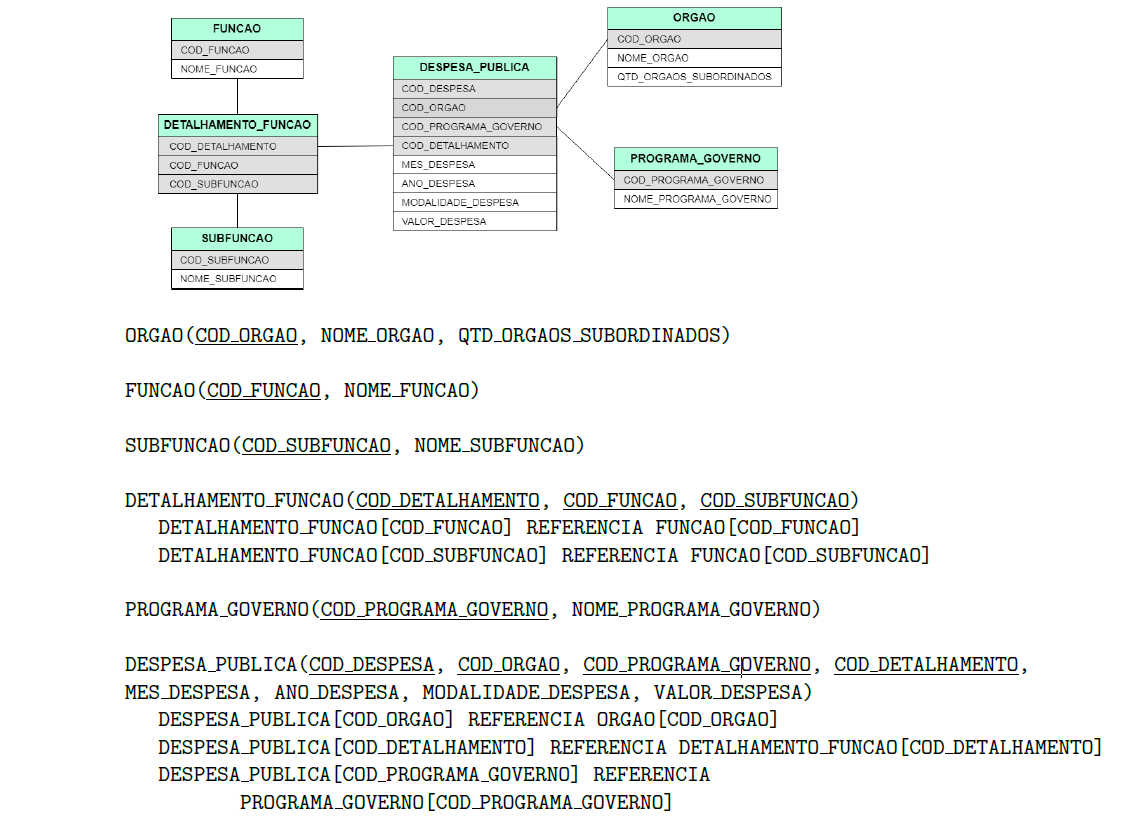 FUNCAO
COD_FUNCAO
NOME_FUNCAO
DETALHAMENTO_FUNCAO
COD_DETALHAMENTO
COD_FUNCAO
COD_SUBFUNCAO
SUBFUNCAO
COD_SUBFUNCAO
NOME_SUBFUNCAO
DESPESA_PUBLICA
COD_DESPESA
COD_ORGAO
COD_PROGRAMA_GOVERNO
COD_DETALHAMENTO
MES_DESPESA
ANO_DESPESA
MODALIDADE_DESPESA
VALOR_DESPESA
ORGAO
COD_ORGAO
NOME_ORGAO
QTD_ORGAOS_SUBORDINADOS
PROGRAMA_GOVERNO
COD_PROGRAMA_GOVERNO
NOME_PROGRAMA_GOVERNO
ORGAO(COD_ORGAO, NOME_ORGAO, QTD_ORGAOS_SUBORDINADOS)
FUNCAO(COD_FUNCAO, NOME_FUNCAO)
SUBFUNCAO(COD_SUBFUNCAO, NOME_SUBFUNCAO)
DETALHAMENTO_FUNCAO(COD_DETALHAMENTO, COD_FUNCAO, COD_SUBFUNCAO)
DETALHAMENTO_FUNCAO[COD_FUNCAO] REFERENCIA FUNCAO[COD_FUNCAO]
DETALHAMENTO_FUNCAO[COD_SUBFUNCAO] REFERENCIA FUNCAO[COD_SUBFUNCAO]
PROGRAMA_GOVERNO(COD_PROGRAMA_GOVERNO, NOME_PROGRAMA_GOVERNO)
DESPESA_PUBLICA(COD_DESPESA, COD_ORGAO, COD_PROGRAMA_GOVERNO, COD_DETALHAMENTO,
MES_DESPESA, ANO_DESPESA, MODALIDADE_DESPESA, VALOR_DESPESA)
DESPESA_PUBLICA[COD_ORGAO] REFERENCIA ORGAO[COD_ORGAO]
DESPESA_PUBLICA[COD_DETALHAMENTO] REFERENCIA DETALHAMENTO_FUNCAO[COD_DETALHAMENTO]
DESPESA_PUBLICA[COD_PROGRAMA_GOVERNO] REFERENCIA
PROGRAMA_GOVERNO[COD_PROGRAMA_GOVERNO]